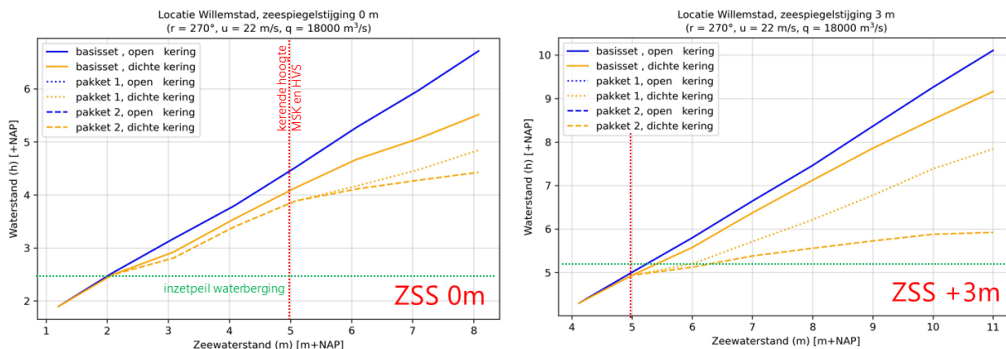 Locatie Willemstad, zeespiegelstijging 0 m
(r = 270°, u = 22 m/s, q = 18000 m³/s)
basisset , open   kering
basisset , dichte kering
pakket 1, open   kering
pakket 1, dichte kering
pakket 2, open   kering
pakket 2, dichte kering
kerende hoogte
MSK en HVS
Waterstand (h) [+NAP]
6
5
4
3
2
inzetpeil waterberging
ZSS 0m
1 2 3 4 5 6 7 8
Zeewaterstand (m) [m+NAP]
Locatie Willemstad, zeespiegelstijging 3 m
(r = 270°, u = 22 m/s, q = 18000 m³/s)
basisset , open   kering
basisset , dichte kering
pakket 1, open   kering
pakket 1, dichte kering
pakket 2, open   kering
pakket 2, dichte kering
Waterstand (h) [+NAP]
10
9
8
7
6
5
ZSS +3m
4 5 6 7 8 9 10 11
Zeewaterstand (m) [m+NAP]